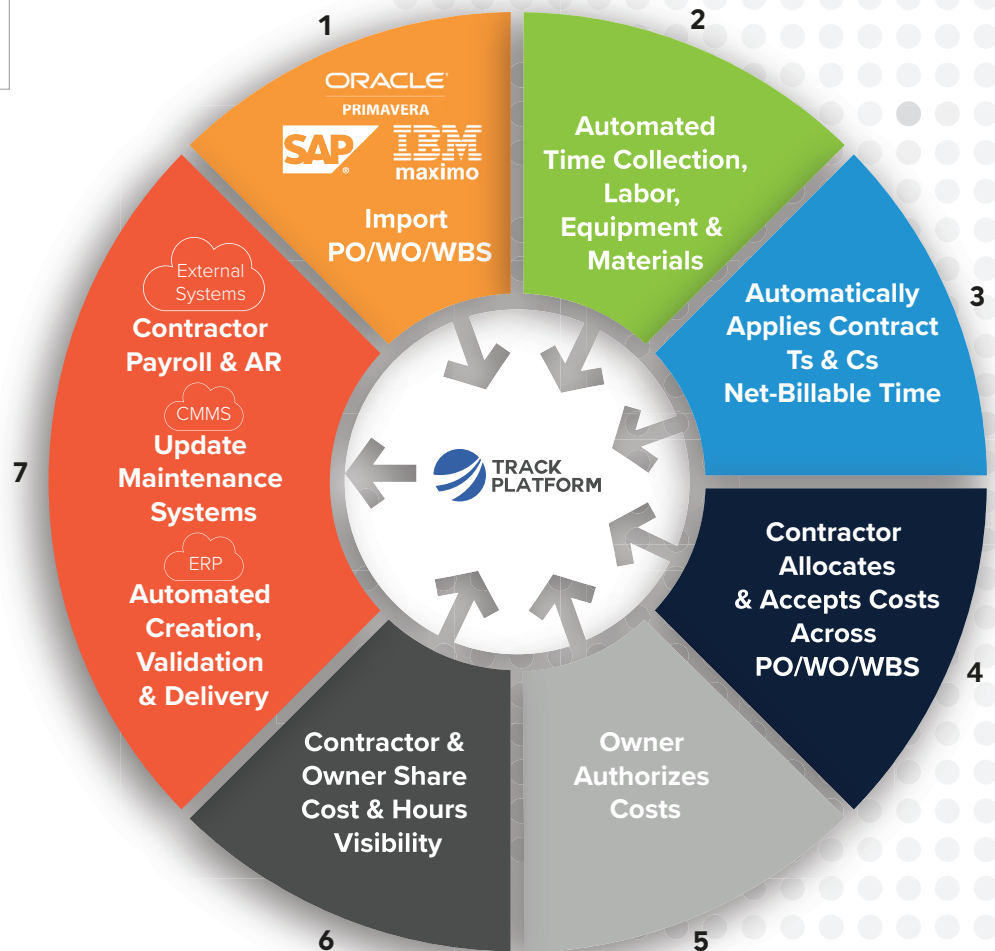 1
ORACLE®
PRIMAVERA
SAP®
IBM
maximo
Import
PO/WO/WBS
2
Automated
Time Collection,
Labor,
Equipment &
Materials
3
Automatically
Applies Contract
Ts & Cs
Net-Billable Time
4
Contractor
Allocates
& Accepts Costs
Across
PO/WO/WBS
5
Owner
Authorizes
Costs
6
Contractor &
Owner Share
Cost & Hours
Visibility
7
External
Systems
Contractor
Payroll & AR
CMMS
Update
Maintenance
Systems
ERP
Automated
Creation,
Validation
& Delivery
TRACK
PLATFORM